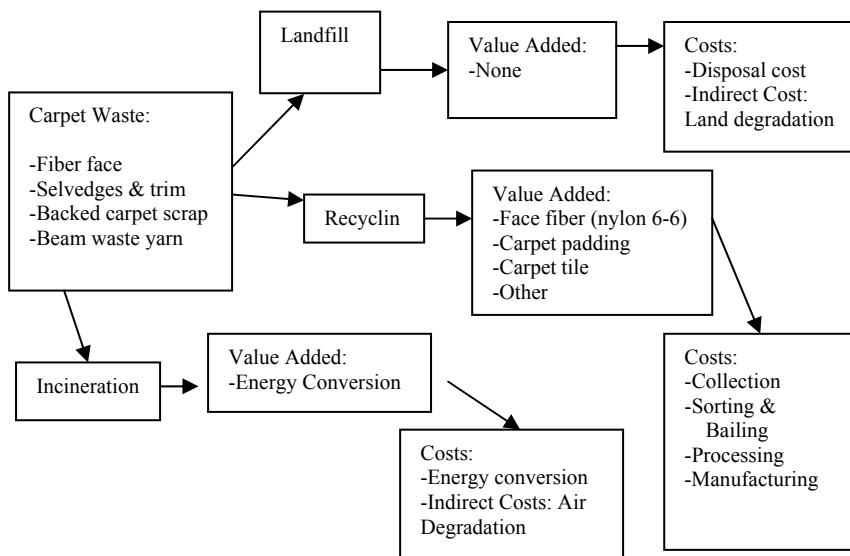 Landfill
Value Added:
-None
Costs:
-Disposal cost
-Indirect Cost:
Land degradation
Carpet Waste:
-Fiber face
-Selvedges & trim
-Backed carpet scrap
-Beam waste yarn
Recyclin
Value Added:
-Face fiber (nylon 6-6)
-Carpet padding
-Carpet tile
-Other
Incineration
Value Added:
-Energy Conversion
Costs:
-Energy conversion
-Indirect Costs: Air
Degradation
Costs:
-Collection
-Sorting &
Bailing
-Processing
-Manufacturing